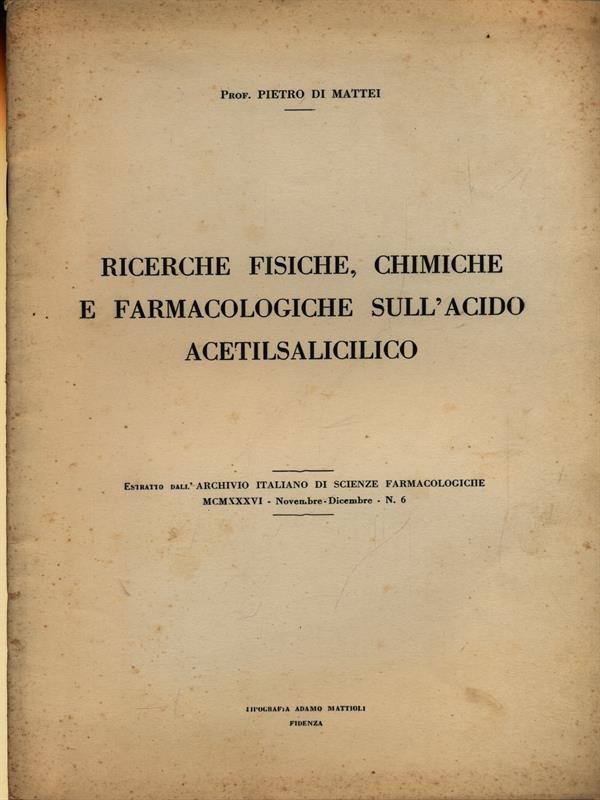 Prof. PIETRO DI MATTEI
RICERCHE FISICHE, CHIMICHE
E FARMACOLOGICHE SULL'ACIDO
ACETILSALICILICO
Estratto dall'ARCHIVIO ITALIANO DI SCIENZE FARMACOLOGICHE
MCMXXXVI - Novembre-Dicembre - N. 6
TIPOGRAFIA ADAMO MATTIOLI
FIDENZA